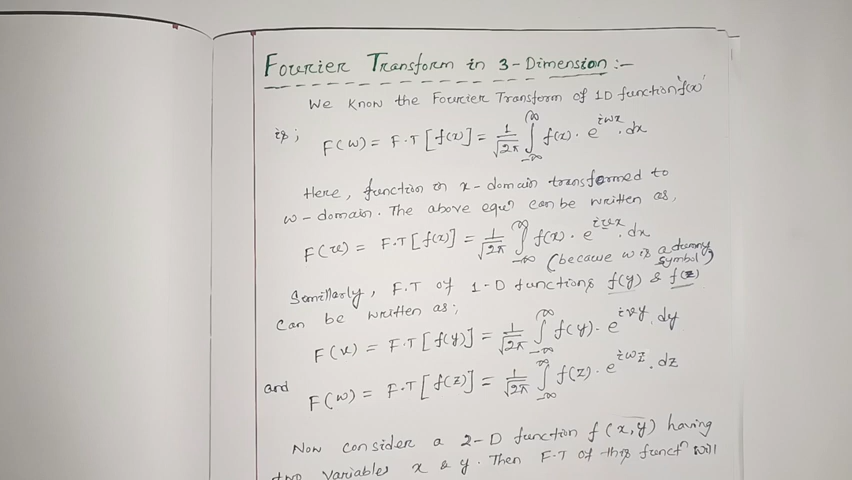 Fourier Transform in 3-Dimension :-
We know the Fourier Transform of 1D function 'f(x)'
is; F(w) = F.T [f(x)] = 1/√2π ∫_{-∞}^{∞} f(x) . e^{iwx} . dx
Here, function in x-domain transformed to
w-domain. The above equⁿ can be written as,
F(u) = F.T [f(x)] = 1/√2π ∫_{-∞}^{∞} f(x) . e^{iux} . dx
(because w is a dummy symbol)
Similarly, F.T of 1-D functions f(y) & f(z)
can be written as;
F(v) = F.T [f(y)] = 1/√2π ∫_{-∞}^{∞} f(y) . e^{ivy} . dy
and F(w) = F.T [f(z)] = 1/√2π ∫_{-∞}^{∞} f(z) . e^{iwz} . dz
Now consider a 2-D function f(x,y) having
two variables x & y. Then F.T of this functⁿ will